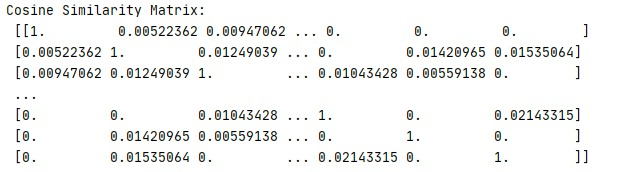 Cosine Similarity Matrix:
[[1. 0.00522362 0.00947062 ... 0. 0. 0. ]
[0.00522362 1. 0.01249039 ... 0. 0.01420965 0.01535064]
[0.00947062 0.01249039 1. ... 0.01043428 0.00559138 0. ]
...
[0. 0. 0.01043428 ... 1. 0. 0.02143315]
[0. 0.01420965 0.00559138 ... 0. 1. 0. ]
[0. 0.01535064 0. ... 0.02143315 0. 1. ]]